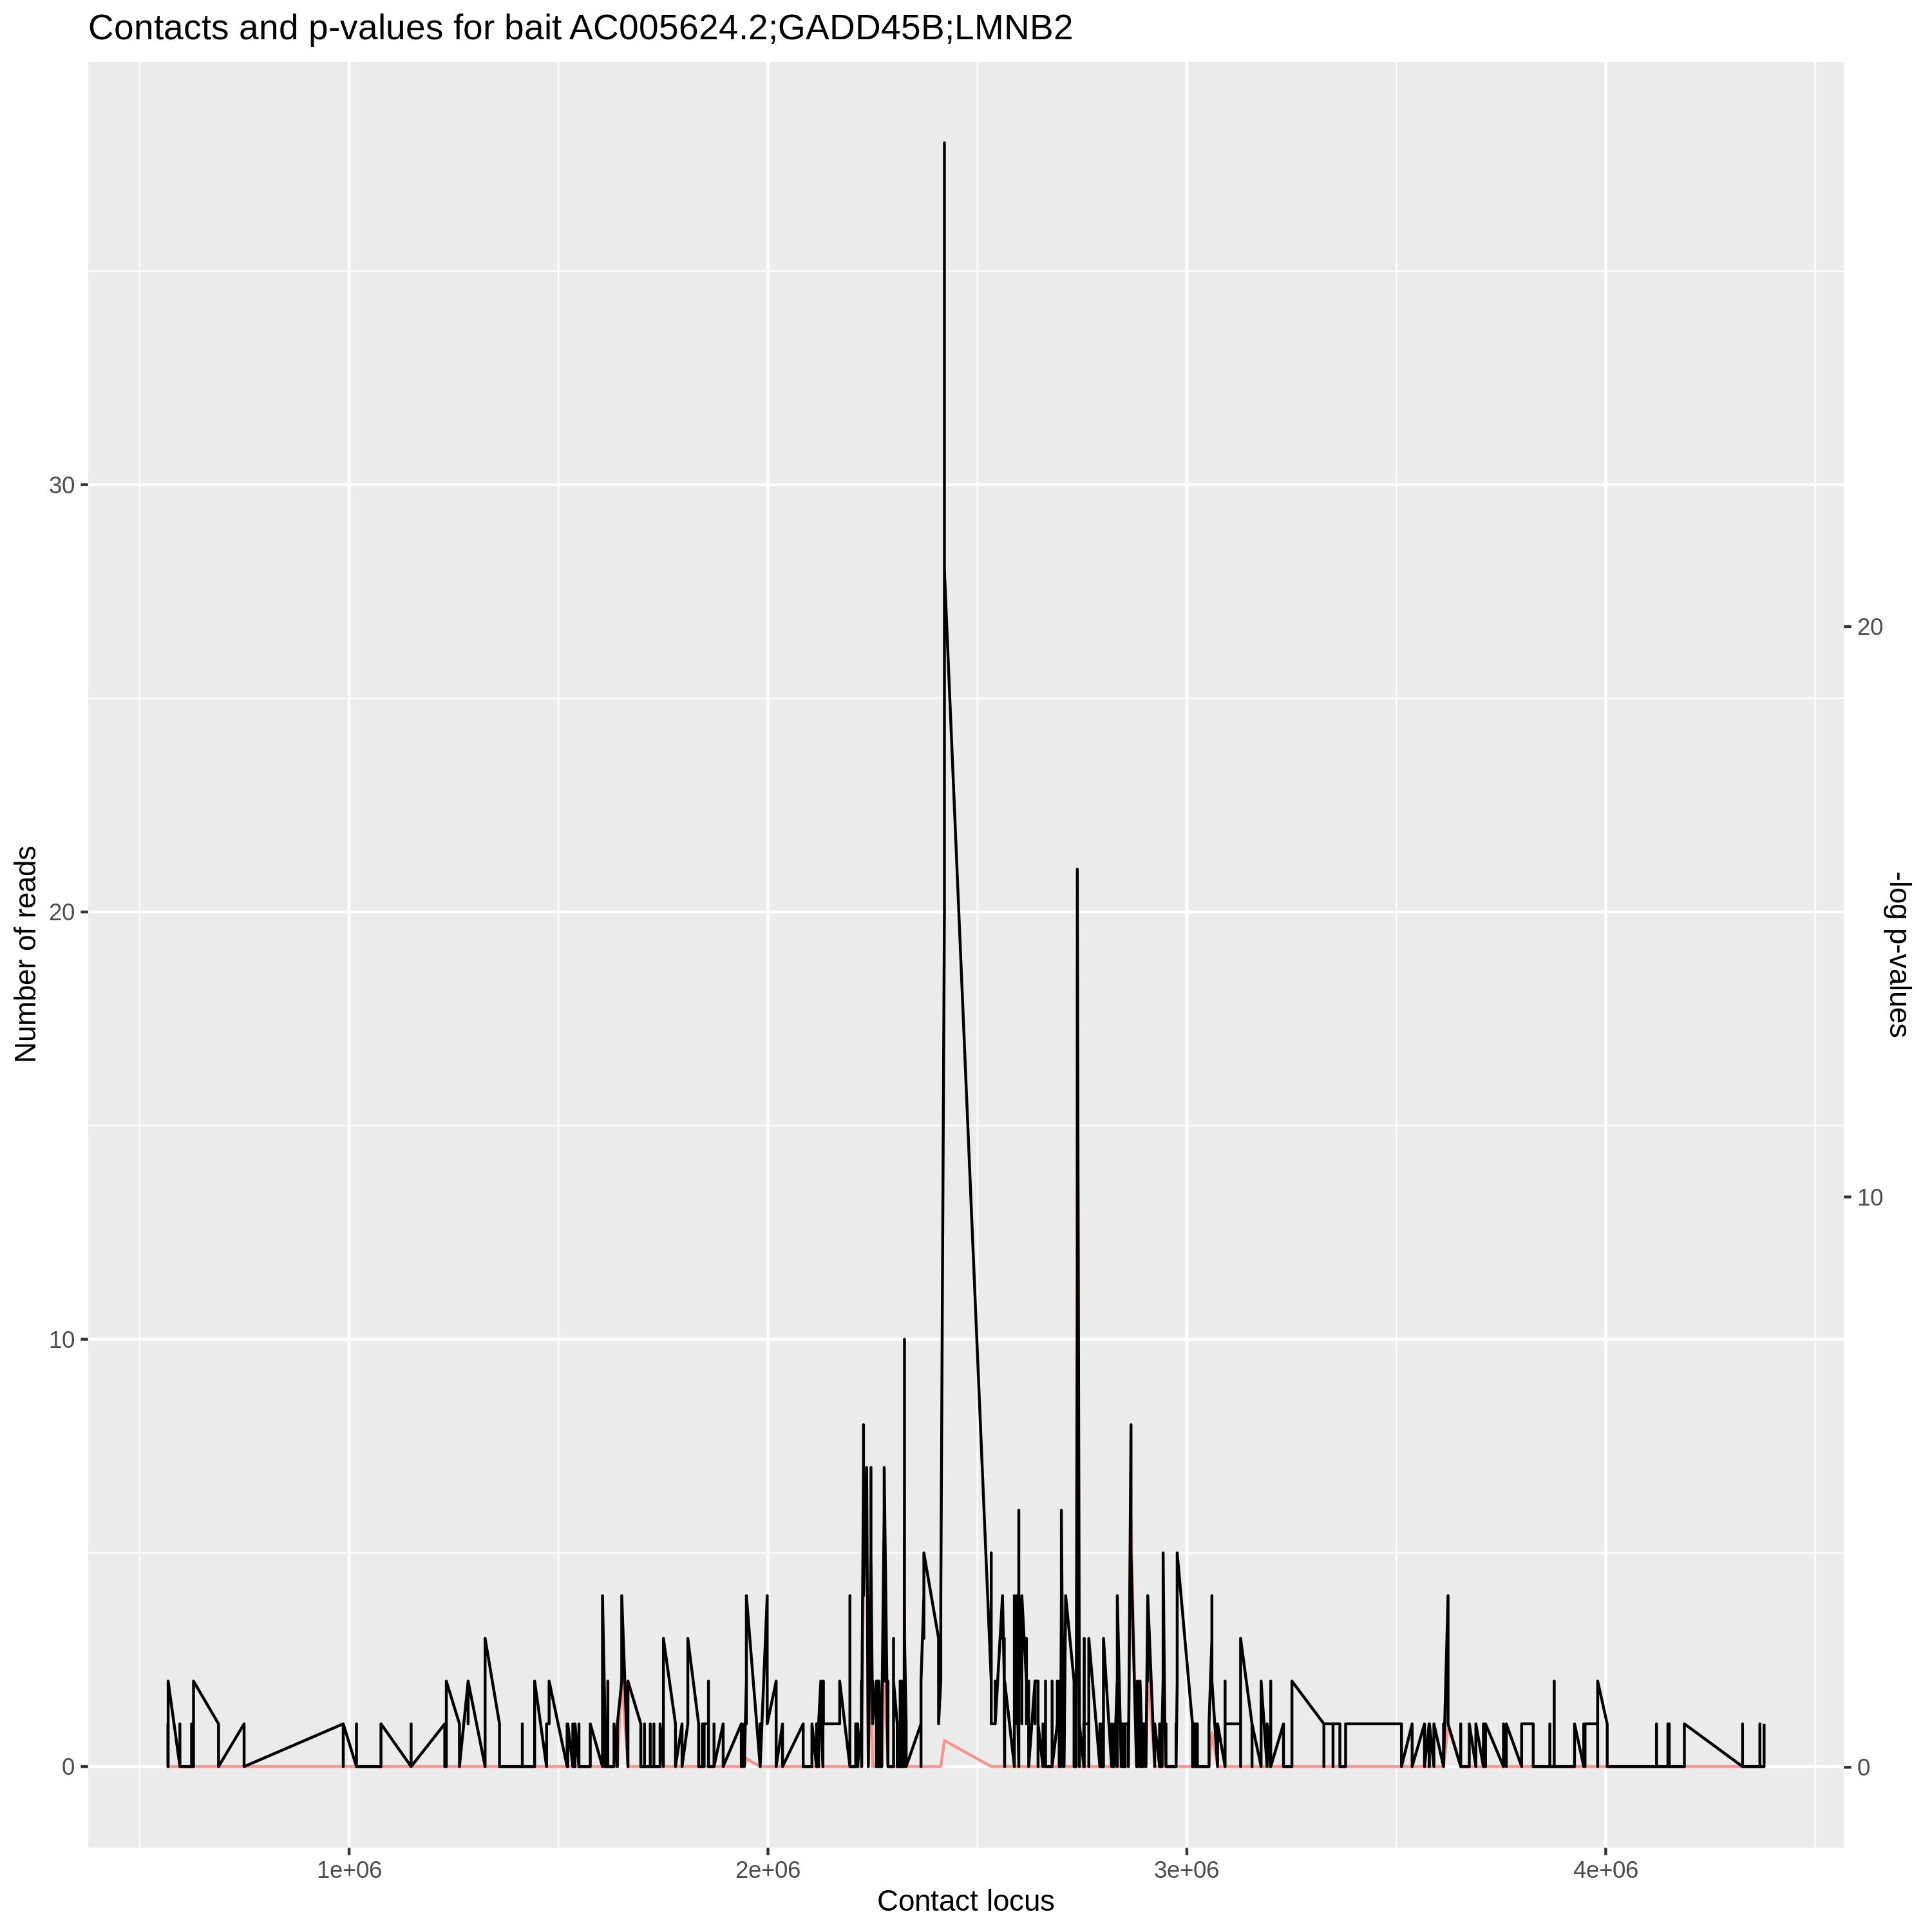 Contacts and p-values for bait AC005624.2;GADD45B;LMNB2
30
20
10
0
Number of reads
20
10
0
-log p-values
1e+06
2e+06
3e+06
4e+06
Contact locus